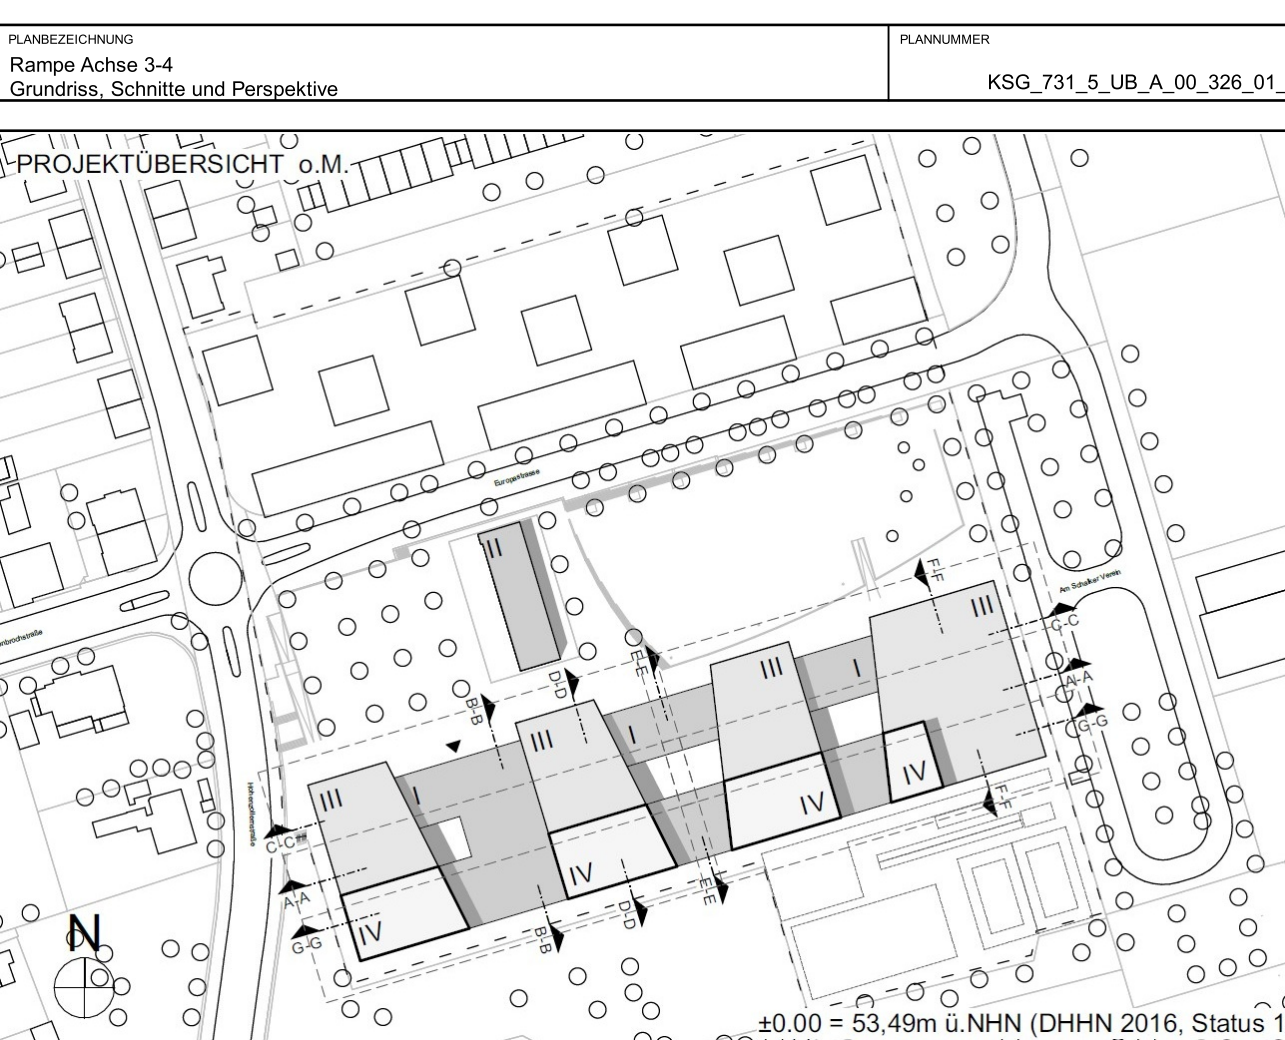 PLANBEZEICHNUNG
Rampe Achse 3-4
Grundriss, Schnitte und Perspektive
PLANNUMMER
KSG_731_5_UB_A_00_326_01_
PROJEKTÜBERSICHT o.M.
Europastrasse
II
F-F
III
Am Schalker Verein
C-C
III
I
E-E
A-A
D-D
B-B
G-G
III
I
III
I
IV
IV
F-F
C-C
IV
A-A
E-E
D-D
IV
G-G
B-B
N
±0.00 = 53,49m ü.NHN (DHHN 2016, Status 1